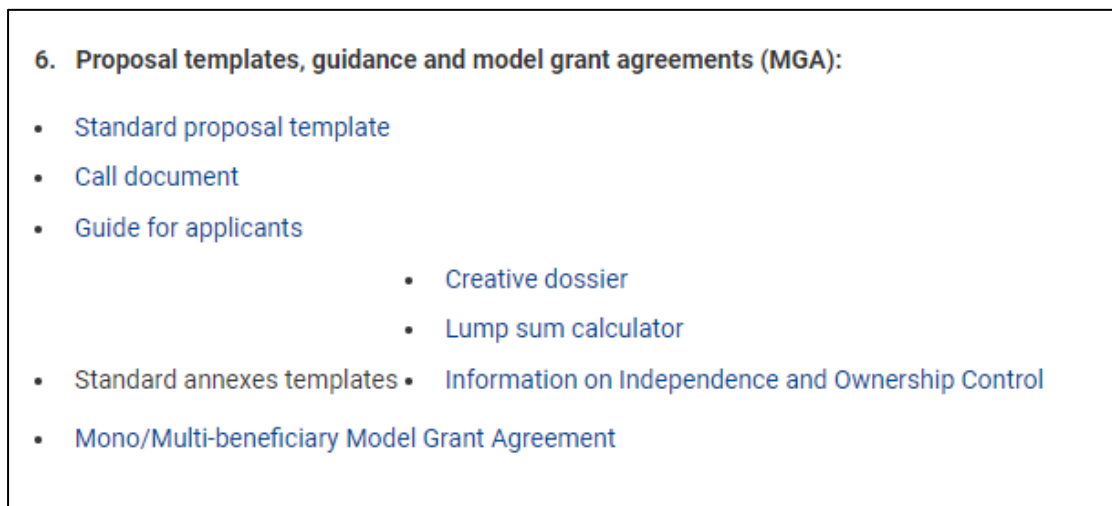 6. Proposal templates, guidance and model grant agreements (MGA):
• Standard proposal template
• Call document
• Guide for applicants
• Creative dossier
• Lump sum calculator
• Standard annexes templates • Information on Independence and Ownership Control
• Mono/Multi-beneficiary Model Grant Agreement